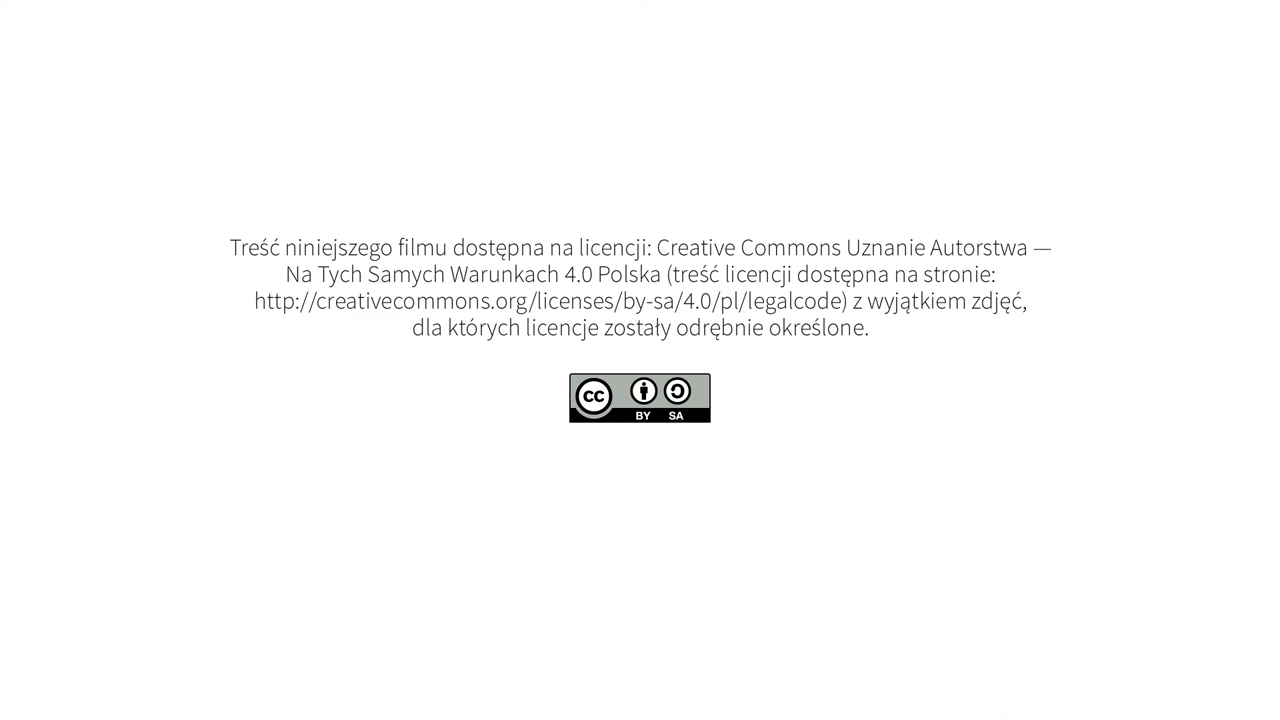 Treść niniejszego filmu dostępna na licencji: Creative Commons Uznanie Autorstwa —
Na Tych Samych Warunkach 4.0 Polska (treść licencji dostępna na stronie:
http://creativecommons.org/licenses/by-sa/4.0/pl/legalcode) z wyjątkiem zdjęć,
dla których licencje zostały odrębnie określone.
cc
BY SA